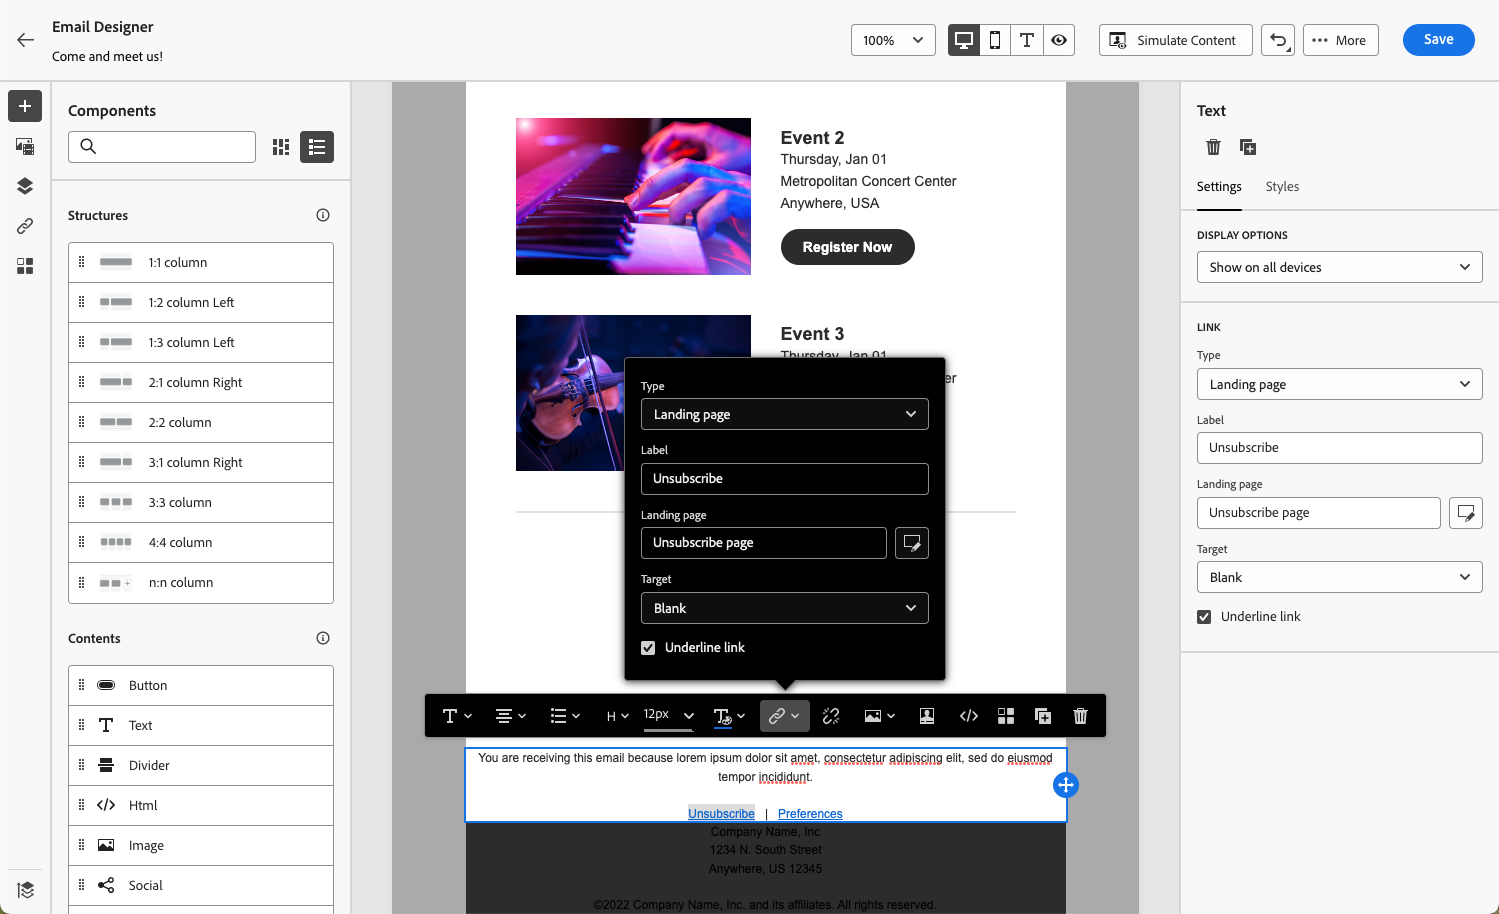 Email Designer
Come and meet us!
100%
Simulate Content
More
Save
Components
Structures
1:1 column
1:2 column Left
1:3 column Left
2:1 column Right
2:2 column
3:1 column Right
3:3 column
4:4 column
n:n column
Contents
Button
Text
Divider
Html
Image
Social
Event 2
Thursday, Jan 01
Metropolitan Concert Center
Anywhere, USA
Register Now
Event 3
Thursday, Jan 01
er
Type
Landing page
Label
Unsubscribe
Landing page
Unsubscribe page
Target
Blank
Underline link
H
12px
You are receiving this email because lorem ipsum dolor sit amet, consectetur adipiscing elit, sed do eiusmod
tempor incididunt.
Unsubscribe | Preferences
Company Name, Inc
1234 N. South Street
Anywhere, US 12345
©2022 Company Name, Inc. and its affiliates. All rights reserved.
Text
Settings
Styles
DISPLAY OPTIONS
Show on all devices
LINK
Type
Landing page
Label
Unsubscribe
Landing page
Unsubscribe page
Target
Blank
Underline link